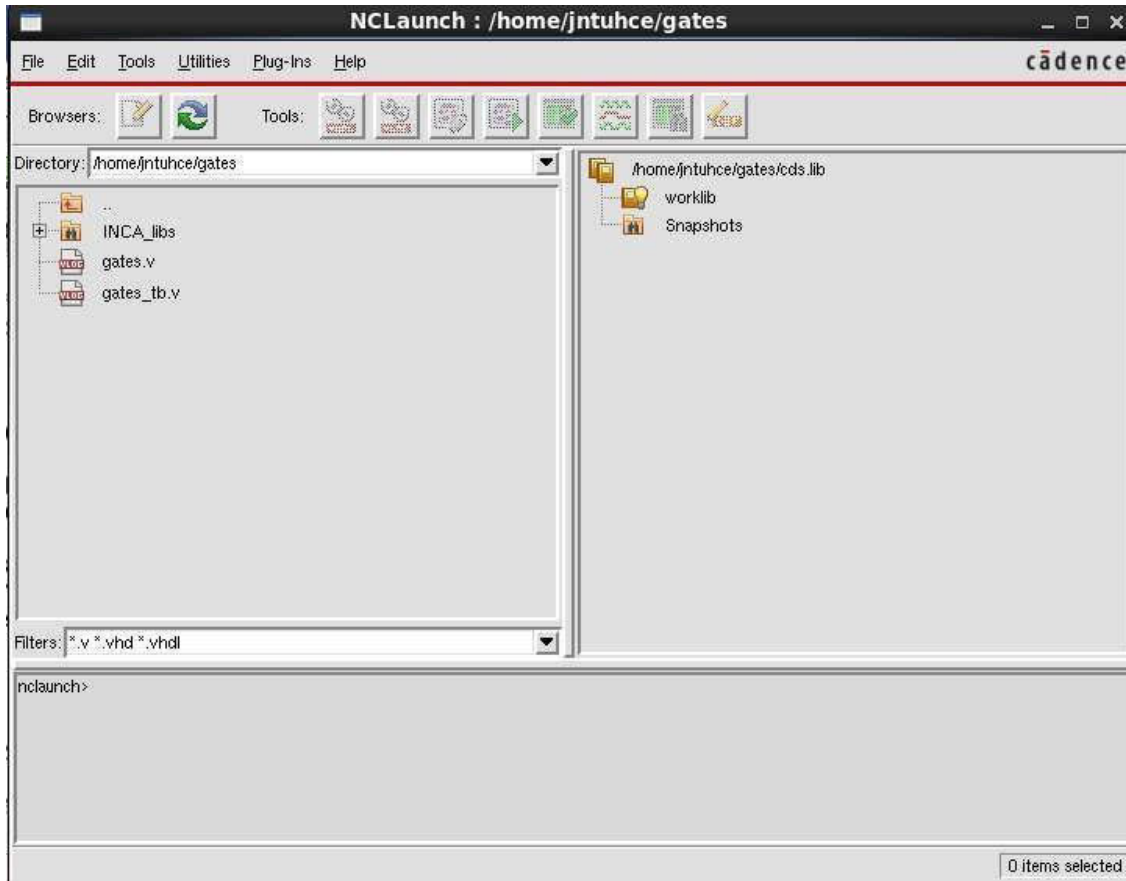 NCLaunch : /home/jntuhce/gates
File Edit Tools Utilities Plug-Ins Help
cādence
Browsers: Tools:
Directory: /home/jntuhce/gates
..
INCA_libs
gates.v
gates_tb.v
Filters: *.v *.vhd *.vhdl
/home/jntuhce/gates/cds.lib
worklib
Snapshots
nclaunch>
0 items selected